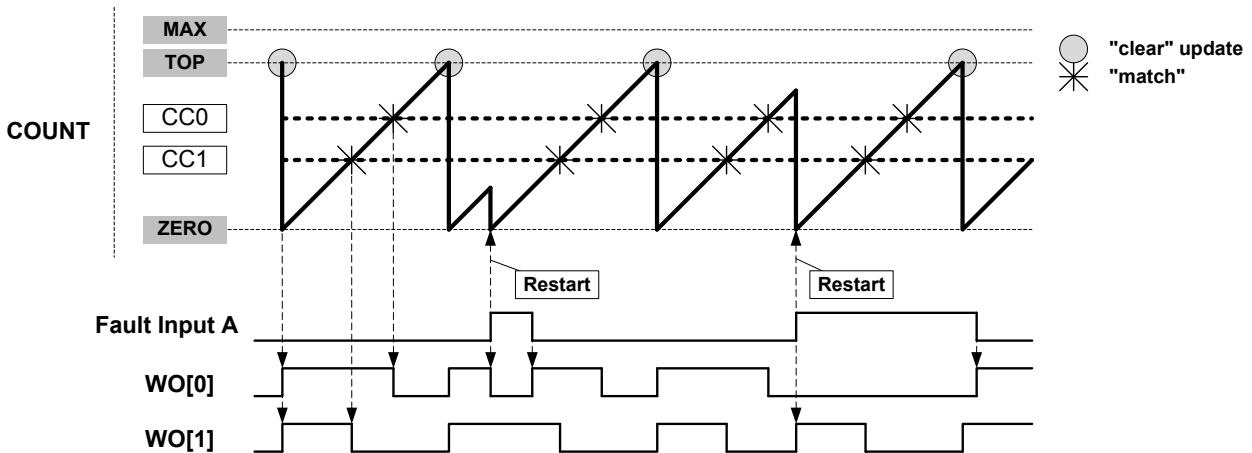 MAX
"clear" update
TOP
"match"
CC0
COUNT
CC1
ZERO
Restart
Restart
Fault Input A
WO[0]
WO[1]